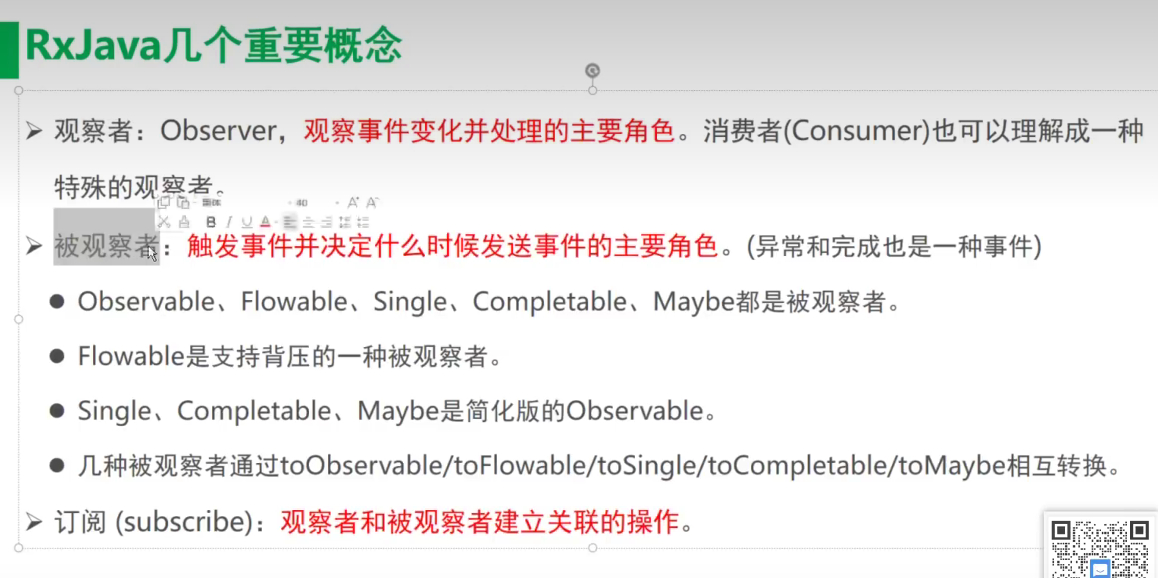 RxJava几个重要概念
观察者：Observer，观察事件变化并处理的主要角色。消费者(Consumer)也可以理解成一种
特殊的观察者。
40
B I U A
被观察者：触发事件并决定什么时候发送事件的主要角色。(异常和完成也是一种事件)
Observable、Flowable、Single、Completable、Maybe都是被观察者。
Flowable是支持背压的一种被观察者。
Single、Completable、Maybe是简化版的Observable。
几种被观察者通过toObservable/toFlowable/toSingle/toCompletable/toMaybe相互转换。
订阅 (subscribe)：观察者和被观察者建立关联的操作。